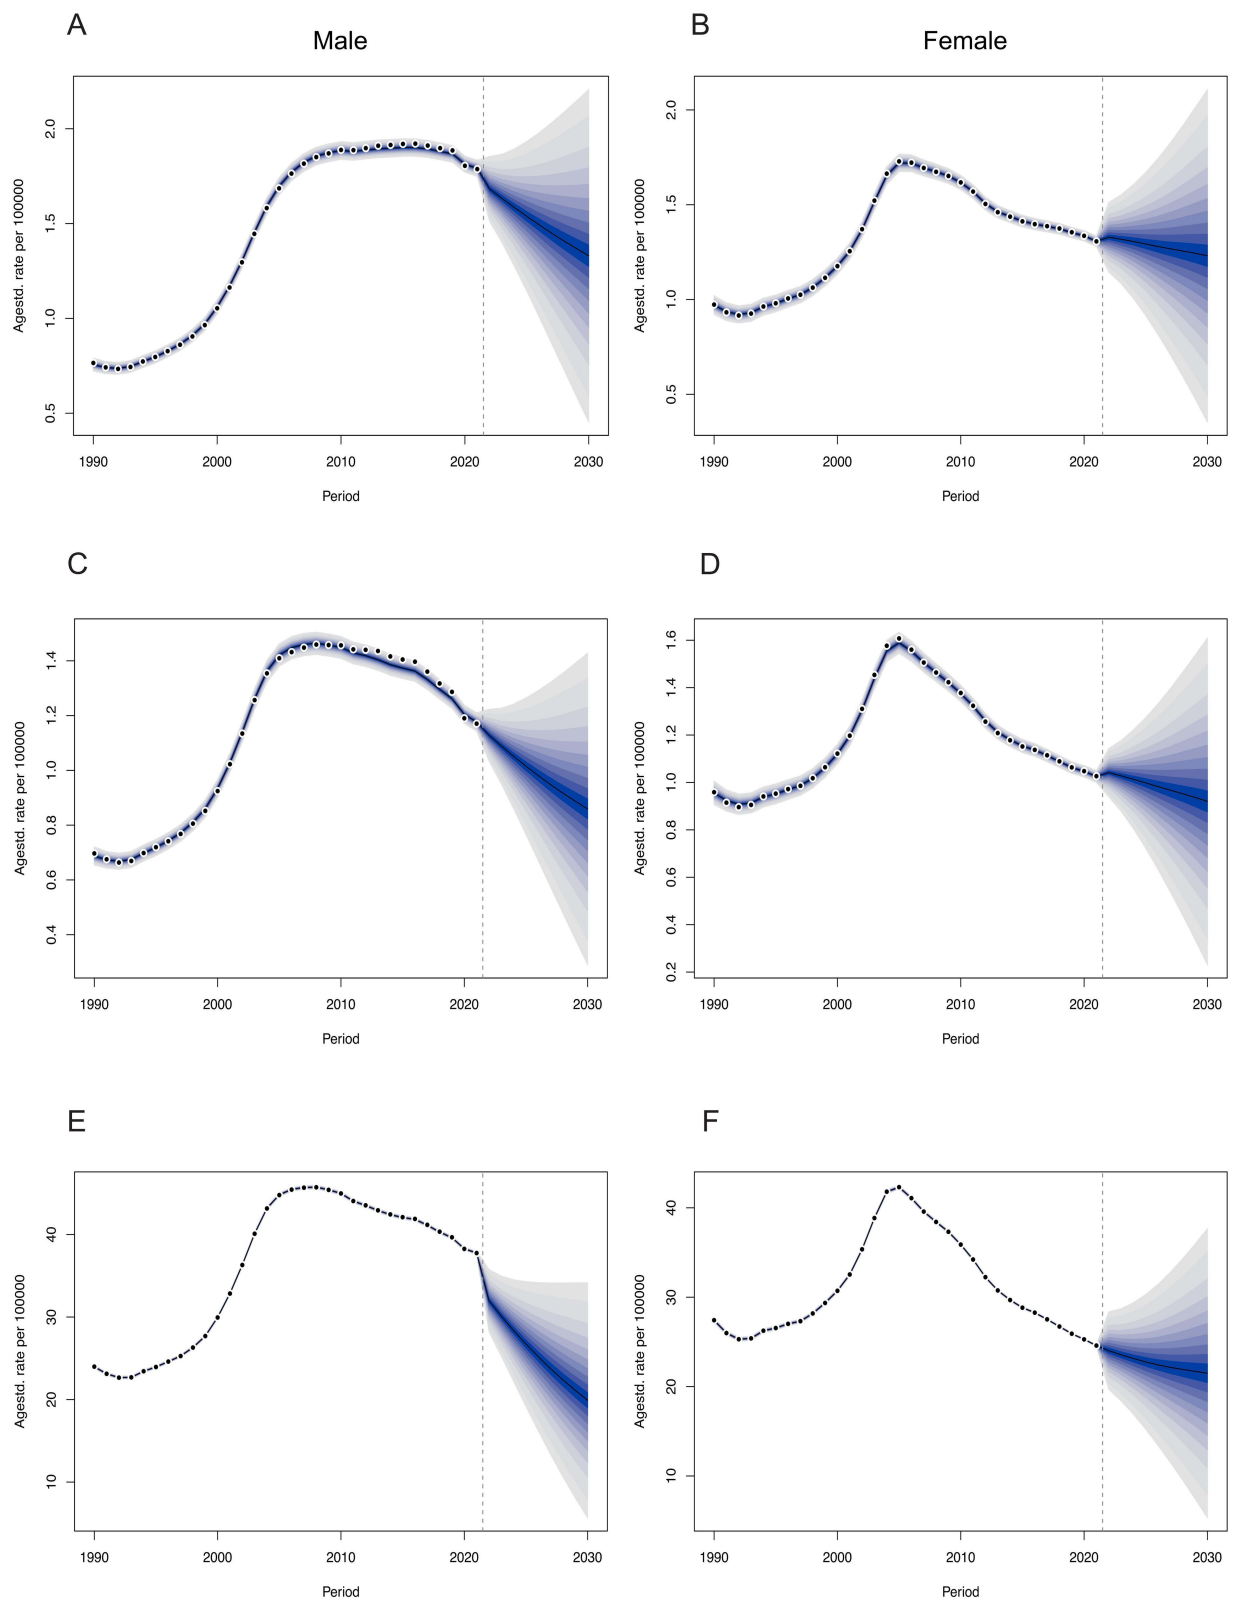 A
Male
B
Female
Agestd. rate per 100000
0.5 1.0 1.5 2.0
1990 2000 2010 2020 2030
Period
Agestd. rate per 100000
0.5 1.0 1.5 2.0
1990 2000 2010 2020 2030
Period
C
D
Agestd. rate per 100000
0.4 0.6 0.8 1.0 1.2 1.4
1990 2000 2010 2020 2030
Period
Agestd. rate per 100000
0.2 0.4 0.6 0.8 1.0 1.2 1.4 1.6
1990 2000 2010 2020 2030
Period
E
F
Agestd. rate per 100000
10 20 30 40
1990 2000 2010 2020 2030
Period
Agestd. rate per 100000
10 20 30 40
1990 2000 2010 2020 2030
Period